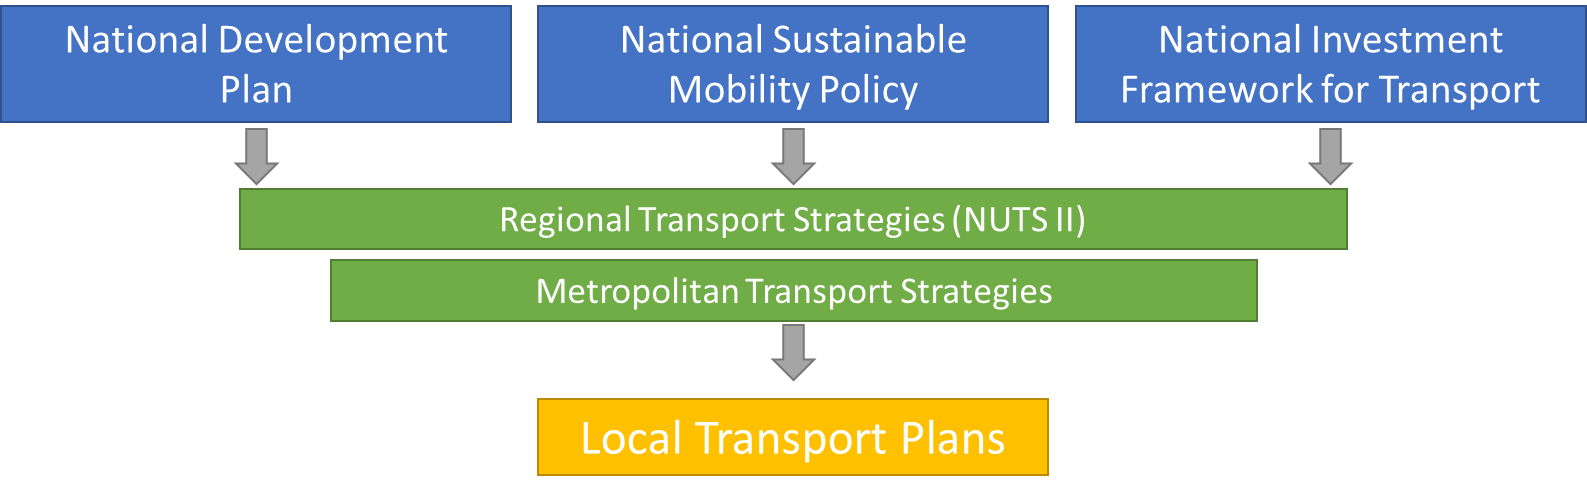 National Development
Plan
National Sustainable
Mobility Policy
National Investment
Framework for Transport
Regional Transport Strategies (NUTS II)
Metropolitan Transport Strategies
Local Transport Plans